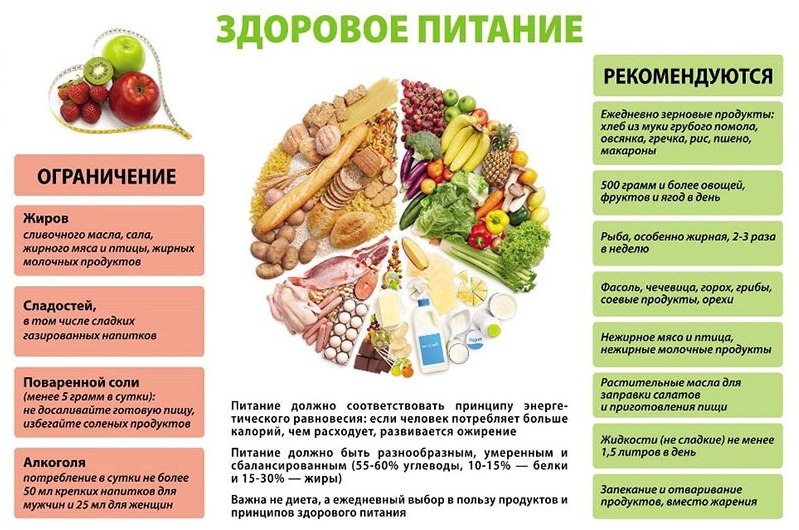 ЗДОРОВОЕ ПИТАНИЕ
ОГРАНИЧЕНИЕ
Жиров
сливочного масла, сала,
жирного мяса и птицы, жирных
молочных продуктов
Сладостей,
в том числе сладких
газированных напитков
Поваренной соли
(менее 5 грамм в сутки):
не досаливайте готовую пищу,
избегайте соленых продуктов
Алкоголя
потребление в сутки не более
50 мл крепких напитков для
мужчин и 25 мл для женщин
Питание должно соответствовать принципу энерге-
тического равновесия: если человек потребляет больше
калорий, чем расходует, развивается ожирение
Питание должно быть разнообразным, умеренным и
сбалансированным (55-60% углеводы, 10-15% — белки
и 15-30% — жиры)
Важна не диета, а ежедневный выбор в пользу продуктов и
принципов здорового питания
РЕКОМЕНДУЮТСЯ
Ежедневно зерновые продукты:
хлеб из муки грубого помола,
овсянка, гречка, рис, пшено,
макароны
500 грамм и более овощей,
фруктов и ягод в день
Рыба, особенно жирная, 2-3 раза
в неделю
Фасоль, чечевица, горох, грибы,
соевые продукты, орехи
Нежирное мясо и птица,
нежирные молочные продукты
Растительные масла для
заправки салатов
и приготовления пищи
Жидкости (не сладкие) не менее
1,5 литров в день
Запекание и отваривание
продуктов, вместо жарения